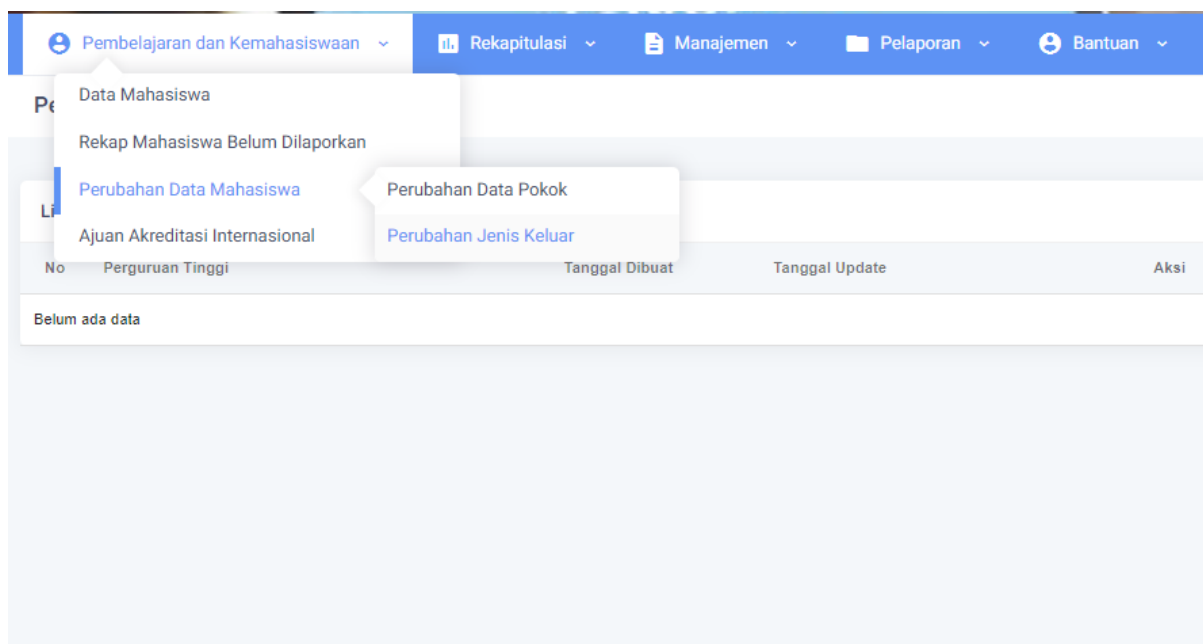 Pembelajaran dan Kemahasiswaan Rekapitulasi Manajemen Pelaporan Bantuan
Data Mahasiswa
Rekap Mahasiswa Belum Dilaporkan
Perubahan Data Mahasiswa
Ajuan Akreditasi Internasional
Perubahan Data Pokok
Perubahan Jenis Keluar
No Perguruan Tinggi Tanggal Dibuat Tanggal Update Aksi
Belum ada data